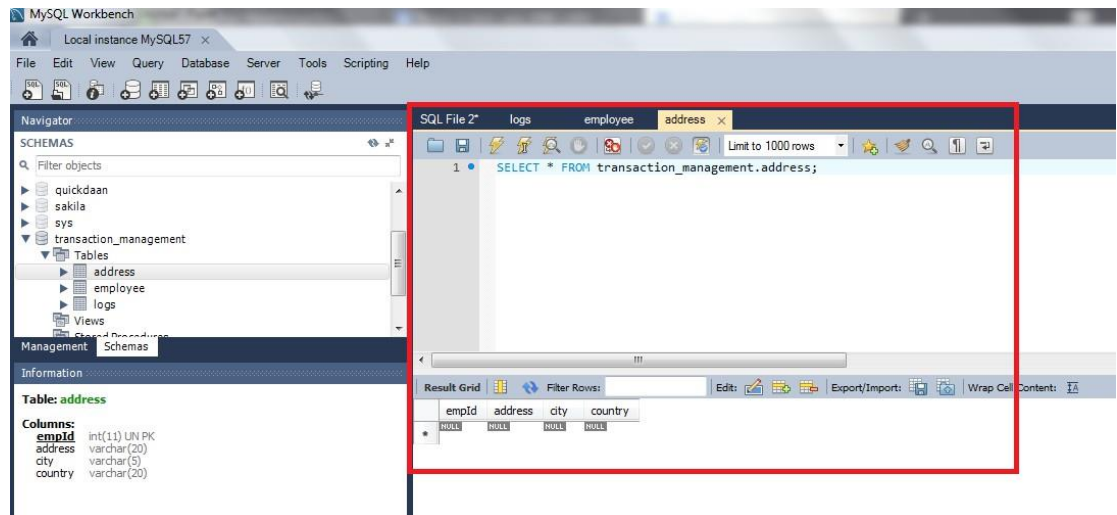 MySQL Workbench
Local instance MySQL57
File Edit View Query Database Server Tools Scripting Help
Navigator
SCHEMAS
Filter objects
quickdaan
sakila
sys
transaction_management
Tables
address
employee
logs
Views
Stored Procedures
Management Schemas
Information
Table: address
Columns:
empId int(11) UN PK
address varchar(20)
city varchar(5)
country varchar(20)
SQL File 2* logs employee address
Limit to 1000 rows
1 SELECT * FROM transaction_management.address;
Result Grid Filter Rows: Edit: Export/Import: Wrap Cell Content:
empId address city country
* NULL NULL NULL NULL